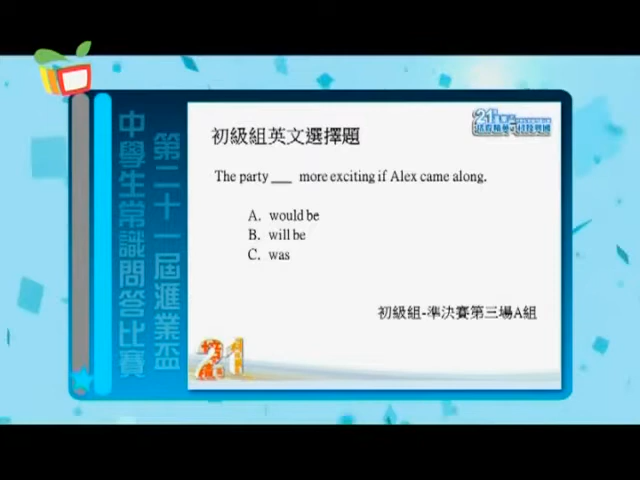 中學生常識問答比賽
第二十一屆滙業盃
初級組英文選擇題
The party ___ more exciting if Alex came along.
A. would be
B. will be
C. was
初級組-準決賽第三場A組
21